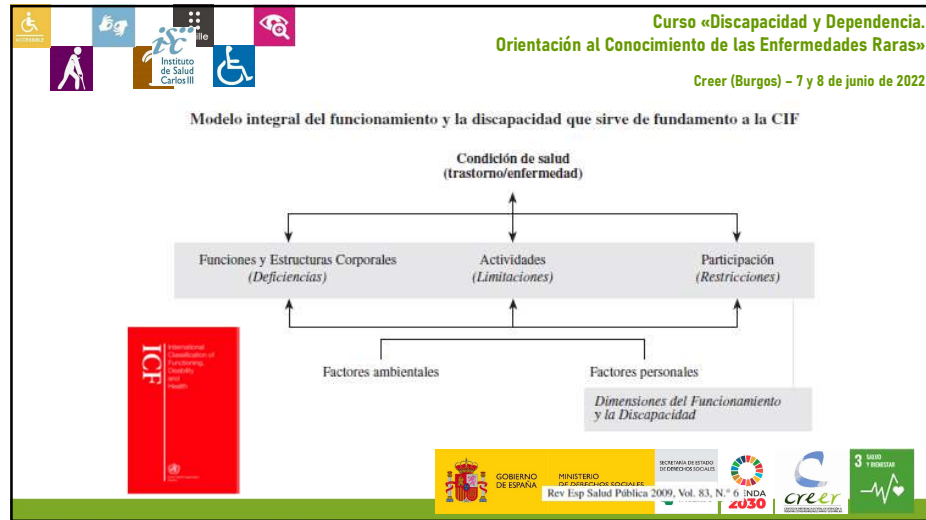 ACCESSIBLE
lle
isc
Instituto
de Salud
Carlos III
Curso «Discapacidad y Dependencia.
Orientación al Conocimiento de las Enfermedades Raras»
Creer (Burgos) – 7 y 8 de junio de 2022
Modelo integral del funcionamiento y la discapacidad que sirve de fundamento a la CIF
Condición de salud
(trastorno/enfermedad)
Funciones y Estructuras Corporales
(Deficiencias)
Actividades
(Limitaciones)
Participación
(Restricciones)
Factores ambientales
Factores personales
Dimensiones del Funcionamiento
y la Discapacidad
ICF
International
Classification of
Functioning,
Disability
and
Health
GOBIERNO
DE ESPAÑA
MINISTERIO
DE DERECHOS SOCIALES
SECRETARÍA DE ESTADO
DE DERECHOS SOCIALES
Rev Esp Salud Pública 2009, Vol. 83, N.° 6
ENDA
2030
creer
3 SALUD
Y BIENESTAR